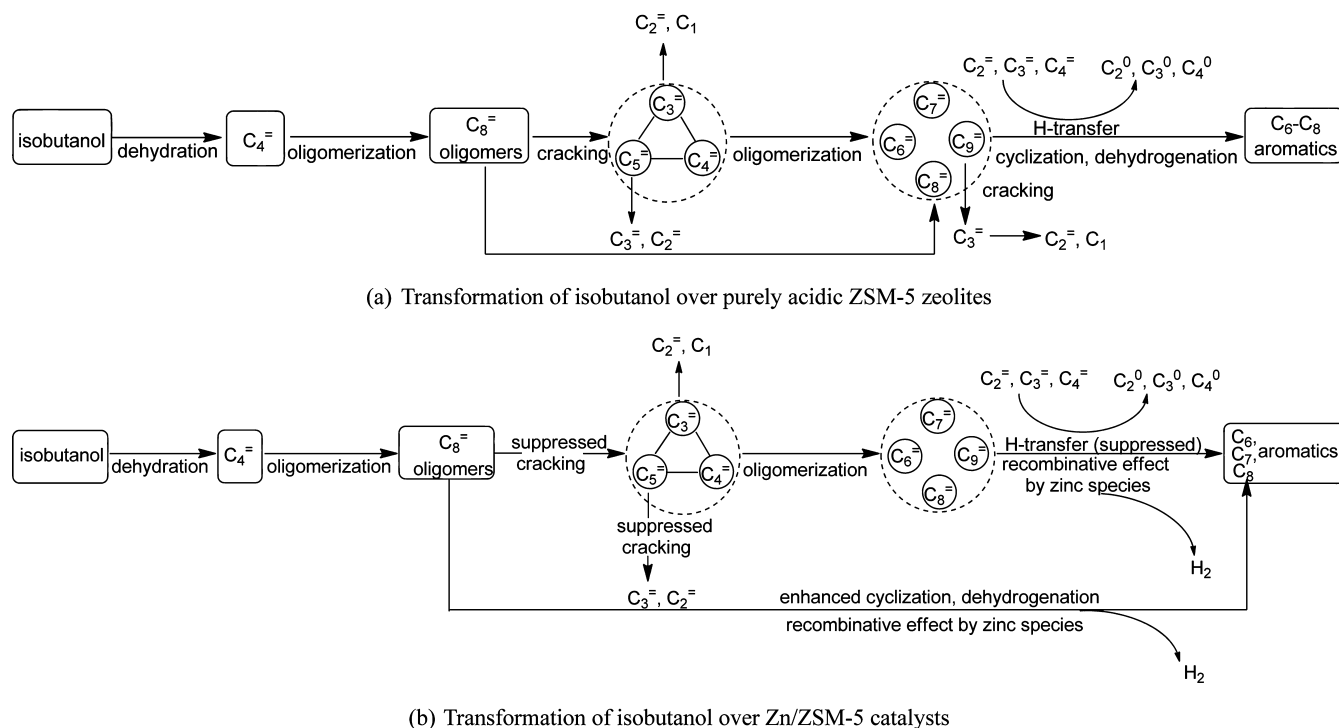 C₂⁼, C₁
C₂⁼, C₃⁼, C₄⁼ C₂⁰, C₃⁰, C₄⁰
isobutanol
dehydration
C₄⁼
oligomerization
C₈⁼
oligomers
cracking
C₃⁼
C₅⁼
C₄⁼
oligomerization
C₇⁼
C₆⁼
C₉⁼
C₈⁼
H-transfer
cyclization, dehydrogenation
C₆-C₈
aromatics
cracking
C₃⁼, C₂⁼
C₃⁼
C₂⁼, C₁
(a) Transformation of isobutanol over purely acidic ZSM-5 zeolites
C₂⁼, C₁
C₂⁼, C₃⁼, C₄⁼ C₂⁰, C₃⁰, C₄⁰
isobutanol
dehydration
C₄⁼
oligomerization
C₈⁼
oligomers
suppressed
cracking
C₃⁼
C₅⁼
C₄⁼
oligomerization
C₇⁼
C₆⁼
C₉⁼
C₈⁼
H-transfer (suppressed)
recombinative effect
by zinc species
C₆,
C₇, aromatics
C₈
suppressed
cracking
H₂
C₃⁼, C₂⁼
enhanced cyclization, dehydrogenation
recombinative effect by zinc species
H₂
(b) Transformation of isobutanol over Zn/ZSM-5 catalysts